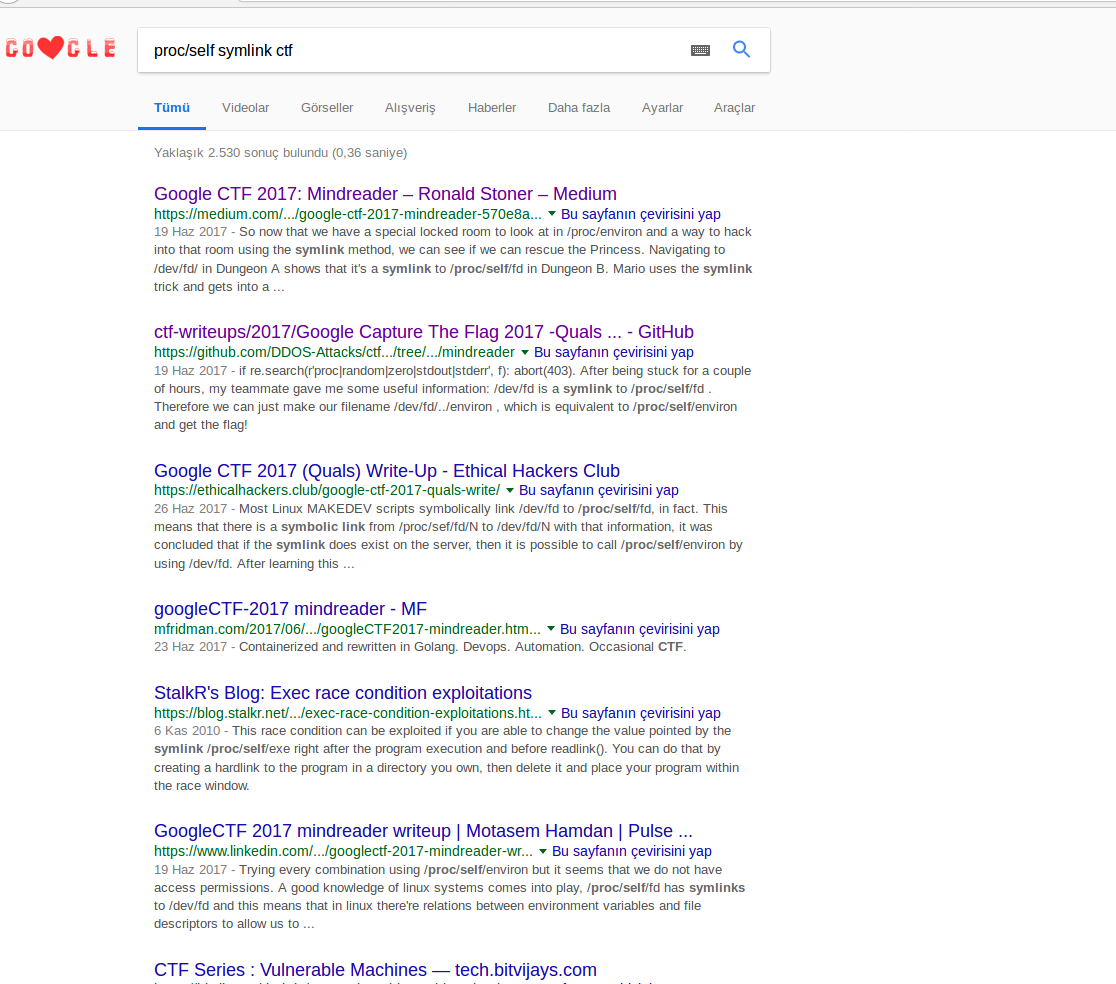 GO❤GLE
proc/self symlink ctf
Tümü Videolar Görseller Alışveriş Haberler Daha fazla Ayarlar Araçlar
Yaklaşık 2.530 sonuç bulundu (0,36 saniye)
Google CTF 2017: Mindreader – Ronald Stoner – Medium
https://medium.com/.../google-ctf-2017-mindreader-570e8a... Bu sayfanın çevirisini yap
19 Haz 2017 - So now that we have a special locked room to look at in /proc/environ and a way to hack
into that room using the symlink method, we can see if we can rescue the Princess. Navigating to
/dev/fd/ in Dungeon A shows that it's a symlink to /proc/self/fd in Dungeon B. Mario uses the symlink
trick and gets into a ...
ctf-writeups/2017/Google Capture The Flag 2017 -Quals ... - GitHub
https://github.com/DDOS-Attacks/ctf.../tree/.../mindreader Bu sayfanın çevirisini yap
19 Haz 2017 - if re.search(r'proc|random|zero|stdout|stderr', f): abort(403). After being stuck for a couple
of hours, my teammate gave me some useful information: /dev/fd is a symlink to /proc/self/fd .
Therefore we can just make our filename /dev/fd/../environ , which is equivalent to /proc/self/environ
and get the flag!
Google CTF 2017 (Quals) Write-Up - Ethical Hackers Club
https://ethicalhackers.club/google-ctf-2017-quals-write/ Bu sayfanın çevirisini yap
26 Haz 2017 - Most Linux MAKEDEV scripts symbolically link /dev/fd to /proc/self/fd, in fact. This
means that there is a symbolic link from /proc/sef/fd/N to /dev/fd/N with that information, it was
concluded that if the symlink does exist on the server, then it is possible to call /proc/self/environ by
using /dev/fd. After learning this ...
googleCTF-2017 mindreader - MF
mfridman.com/2017/06/.../googleCTF2017-mindreader.htm... Bu sayfanın çevirisini yap
23 Haz 2017 - Containerized and rewritten in Golang. Devops. Automation. Occasional CTF.
StalkR's Blog: Exec race condition exploitations
https://blog.stalkr.net/.../exec-race-condition-exploitations.ht... Bu sayfanın çevirisini yap
6 Kas 2010 - This race condition can be exploited if you are able to change the value pointed by the
symlink /proc/self/exe right after the program execution and before readlink(). You can do that by
creating a hardlink to the program in a directory you own, then delete it and place your program within
the race window.
GoogleCTF 2017 mindreader writeup | Motasem Hamdan | Pulse ...
https://www.linkedin.com/.../googlectf-2017-mindreader-wr... Bu sayfanın çevirisini yap
19 Haz 2017 - Trying every combination using /proc/self/environ but it seems that we do not have
access permissions. A good knowledge of linux systems comes into play, /proc/self/fd has symlinks
to /dev/fd and this means that in linux there're relations between environment variables and file
descriptors to allow us to ...
CTF Series : Vulnerable Machines — tech.bitvijays.com